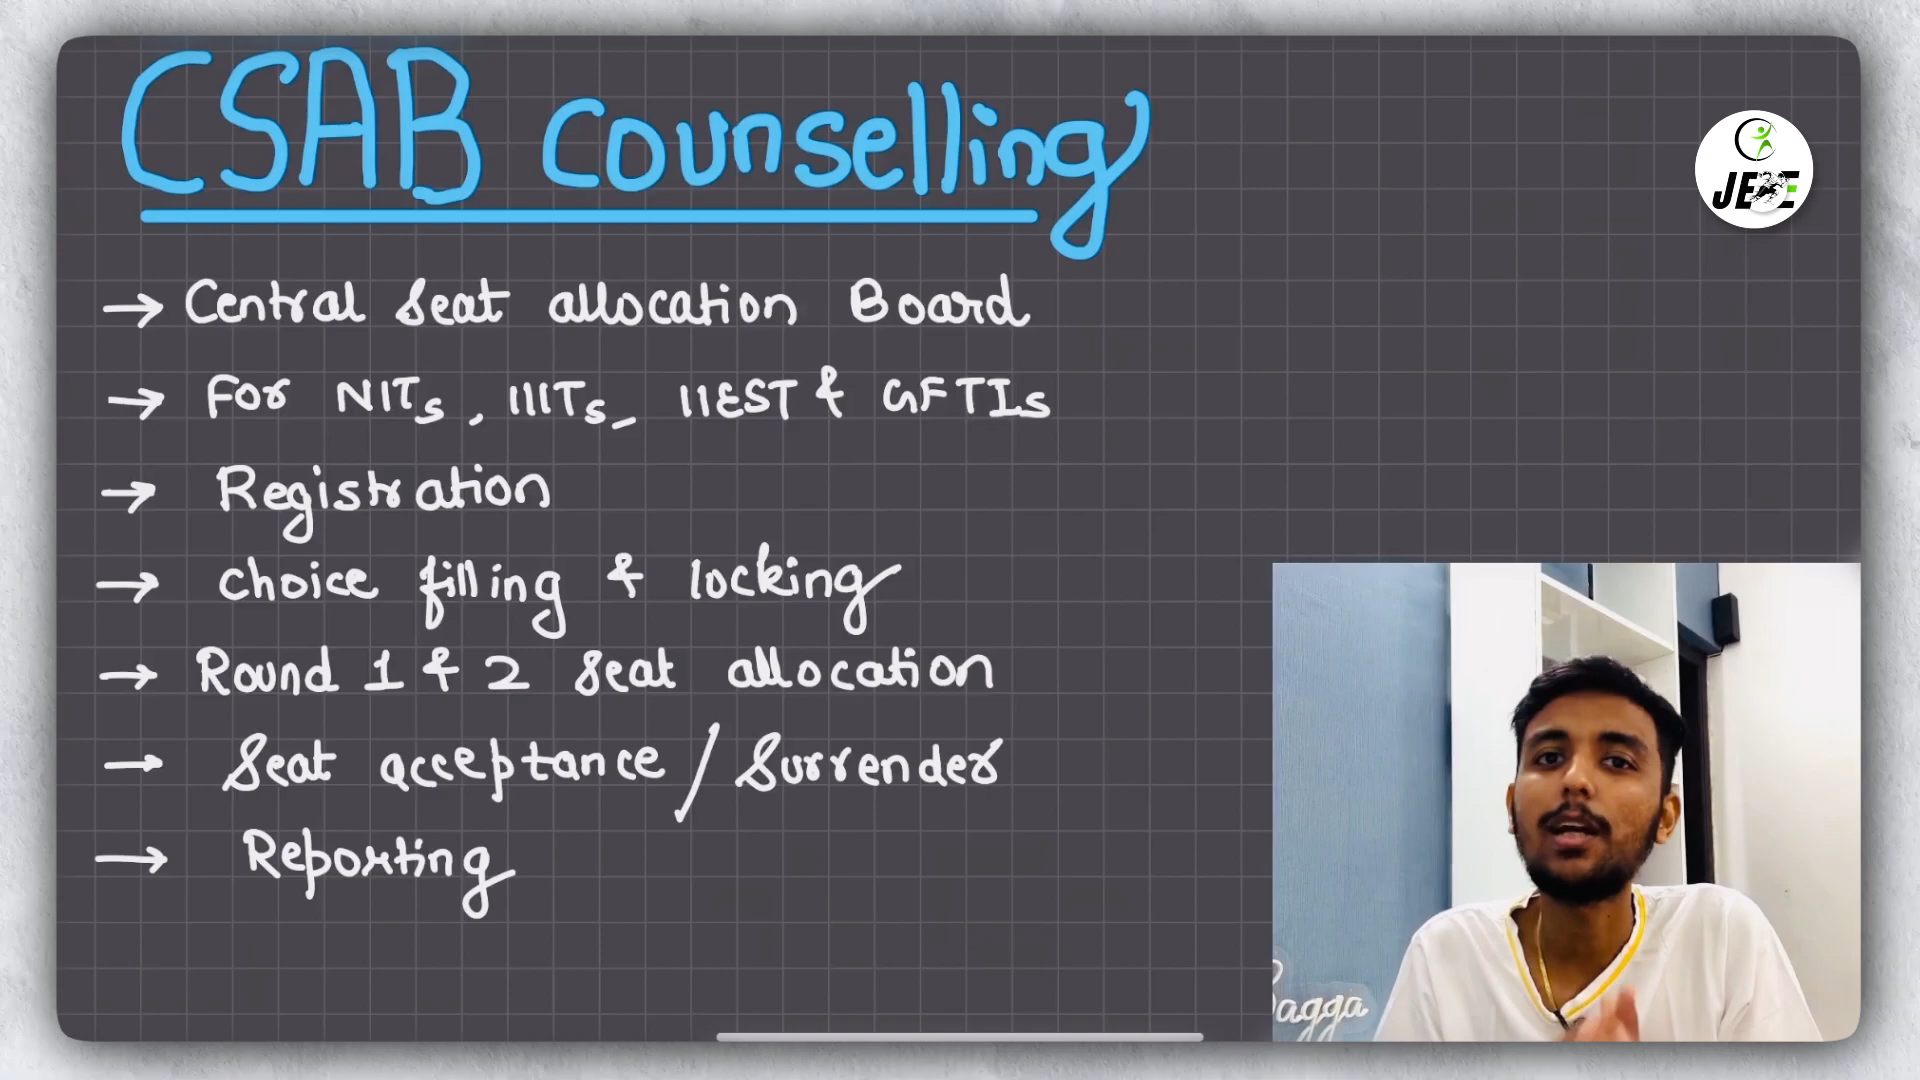 CSAB Counselling
→ Central Seat allocation Board
→ For NITs, IIITs, IIEST & GFTIs
→ Registration
→ choice filling & locking
→ Round 1 & 2 Seat allocation
→ Seat acceptance / Surrender
→ Reporting
agga